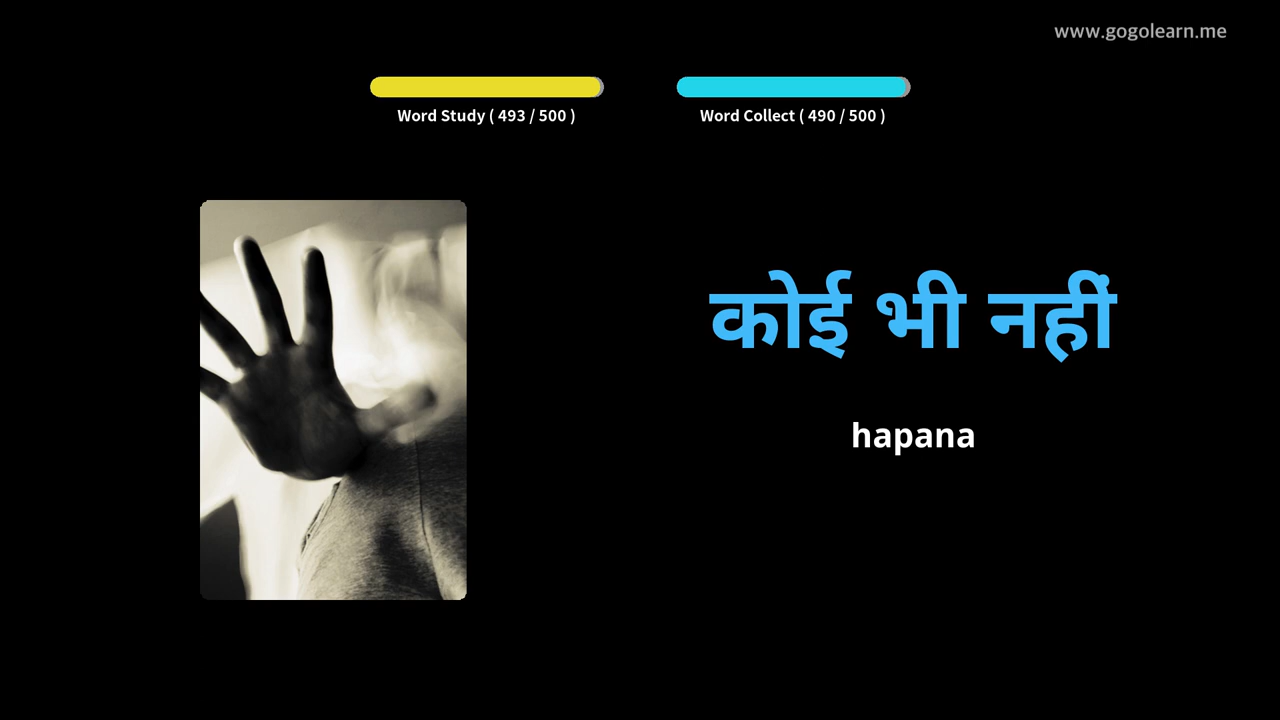 www.gogolearn.me
Word Study ( 493 / 500 )
Word Collect ( 490 / 500 )
कोई भी नहीं
hapana